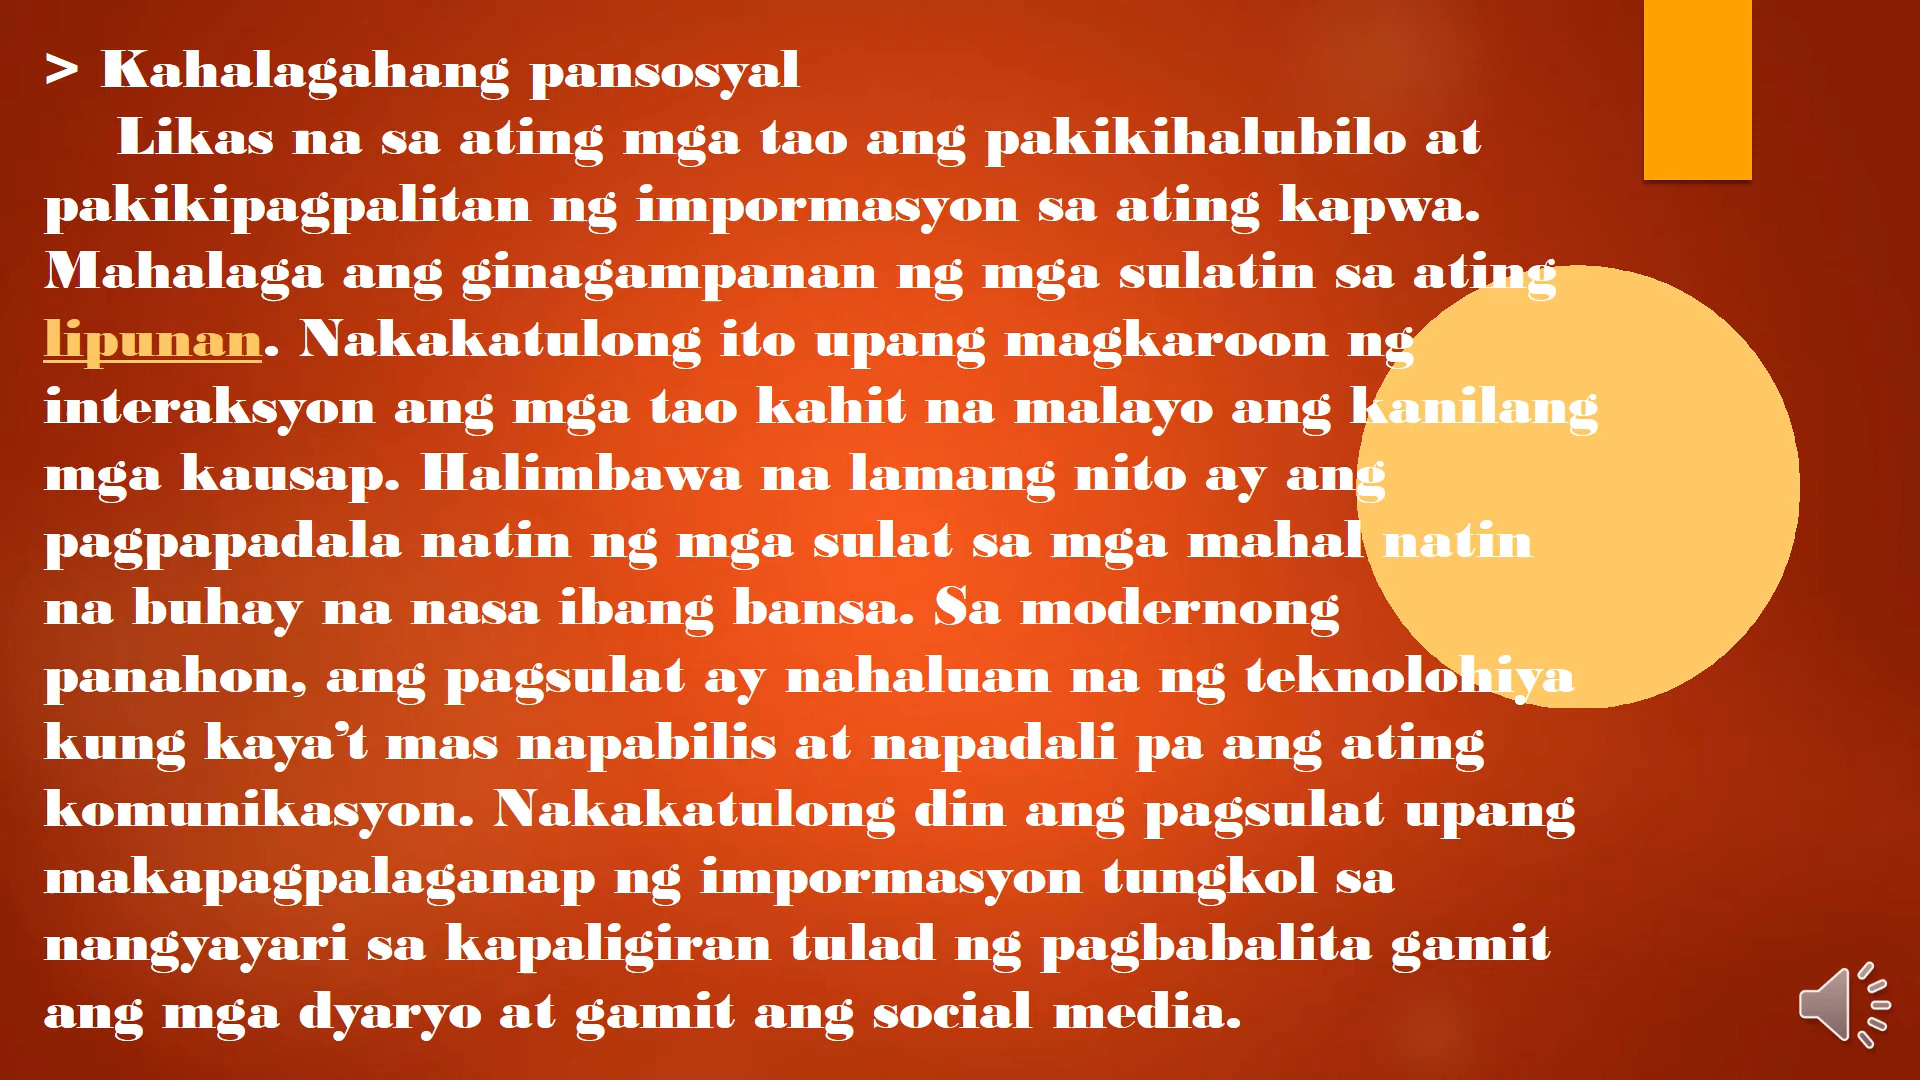 > Kahalagahang pansosyal
Likas na sa ating mga tao ang pakikihalubilo at
pakikipagpalitan ng impormasyon sa ating kapwa.
Mahalaga ang ginagampanan ng mga sulatin sa ating
lipunan. Nakakatulong ito upang magkaroon ng
interaksyon ang mga tao kahit na malayo ang kanilang
mga kausap. Halimbawa na lamang nito ay ang
pagpapadala natin ng mga sulat sa mga mahal natin
na buhay na nasa ibang bansa. Sa modernong
panahon, ang pagsulat ay nahaluan na ng teknolohiya
kung kaya’t mas napabilis at napadali pa ang ating
komunikasyon. Nakakatulong din ang pagsulat upang
makapagpalaganap ng impormasyon tungkol sa
nangyayari sa kapaligiran tulad ng pagbabalita gamit
ang mga dyaryo at gamit ang social media.